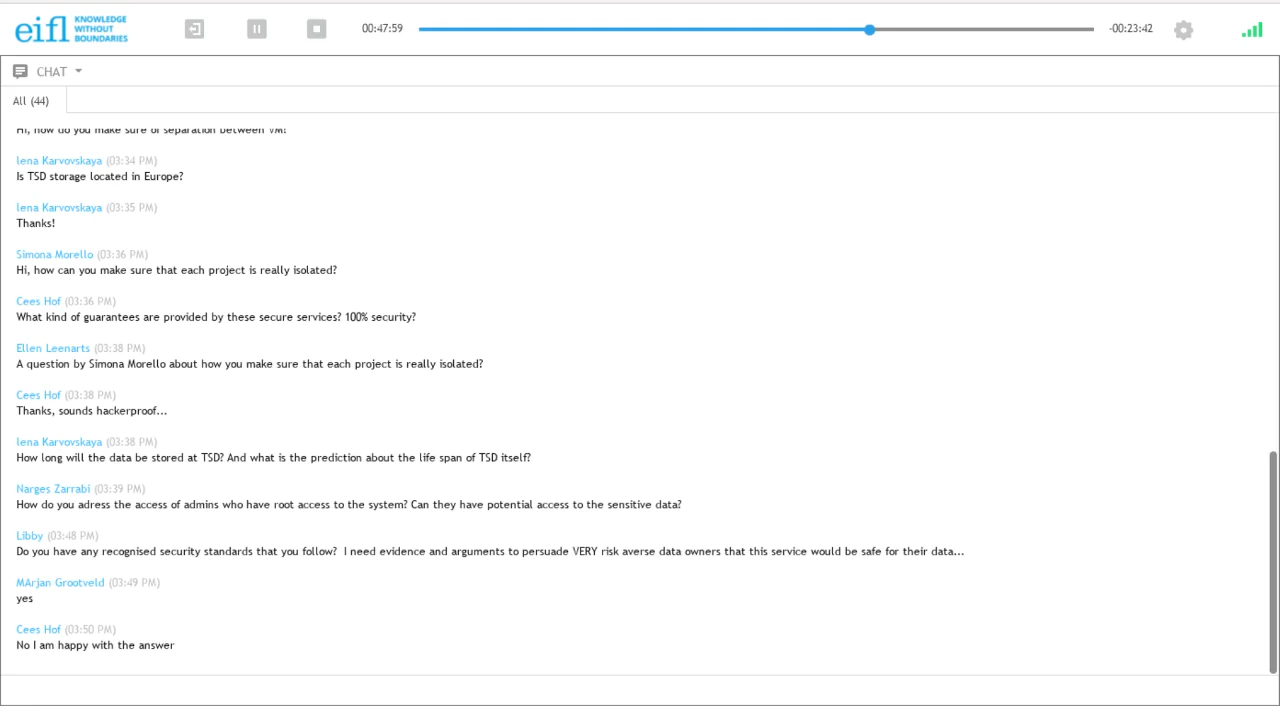 eifl KNOWLEDGE
WITHOUT
BOUNDARIES
00:47:59
-00:23:42
CHAT
All (44)
Hi, how do you make sure of separation between VM?
lena Karvovskaya (03:34 PM)
Is TSD storage located in Europe?
lena Karvovskaya (03:35 PM)
Thanks!
Simona Morello (03:36 PM)
Hi, how can you make sure that each project is really isolated?
Cees Hof (03:36 PM)
What kind of guarantees are provided by these secure services? 100% security?
Ellen Leenarts (03:38 PM)
A question by Simona Morello about how you make sure that each project is really isolated?
Cees Hof (03:38 PM)
Thanks, sounds hackerproof...
lena Karvovskaya (03:38 PM)
How long will the data be stored at TSD? And what is the prediction about the life span of TSD itself?
Narges Zarrabi (03:39 PM)
How do you adress the access of admins who have root access to the system? Can they have potential access to the sensitive data?
Libby (03:48 PM)
Do you have any recognised security standards that you follow?  I need evidence and arguments to persuade VERY risk averse data owners that this service would be safe for their data...
MArjan Grootveld (03:49 PM)
yes
Cees Hof (03:50 PM)
No I am happy with the answer